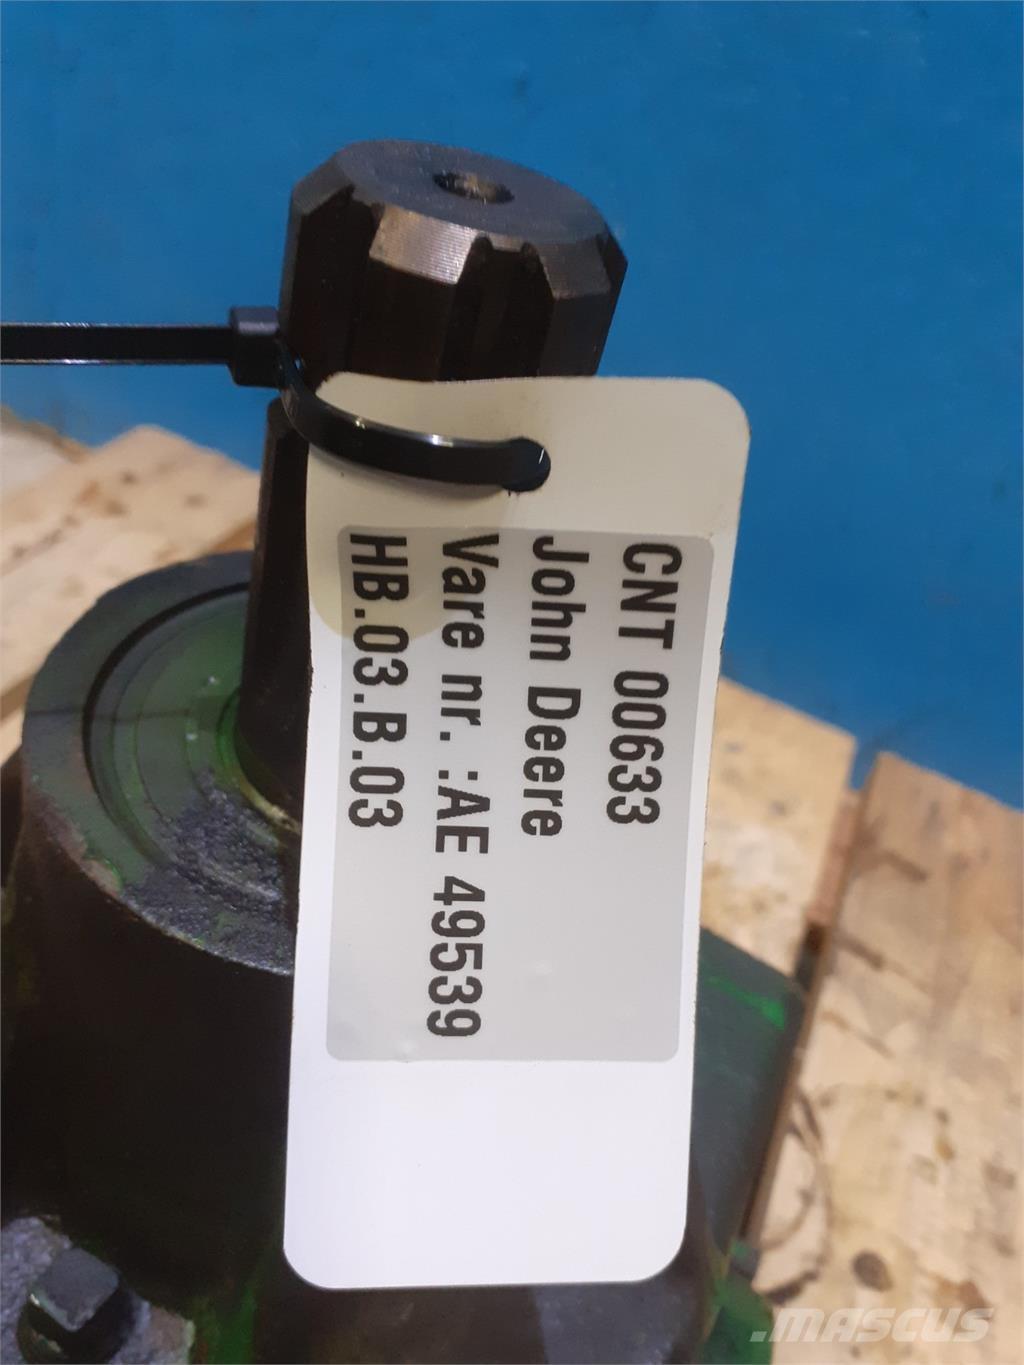 CNT 00633
John Deere
Vare nr. :AE 49539
HB.03.B.03
.MASCUS